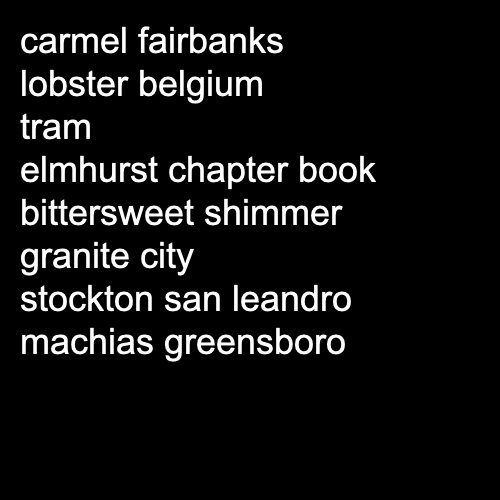 carmel fairbanks
lobster belgium
tram
elmhurst chapter book
bittersweet shimmer
granite city
stockton san leandro
machias greensboro